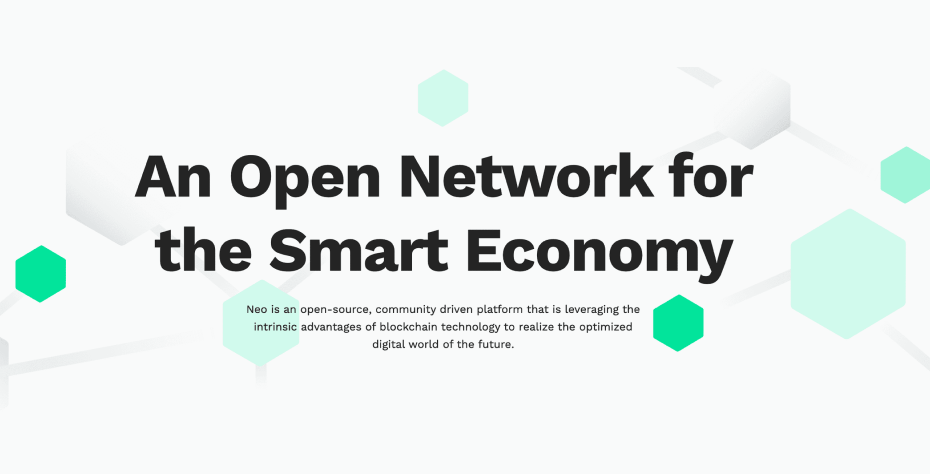 An Open Network for
the Smart Economy
Neo is an open-source, community driven platform that is leveraging the
intrinsic advantages of blockchain technology to realize the optimized
digital world of the future.